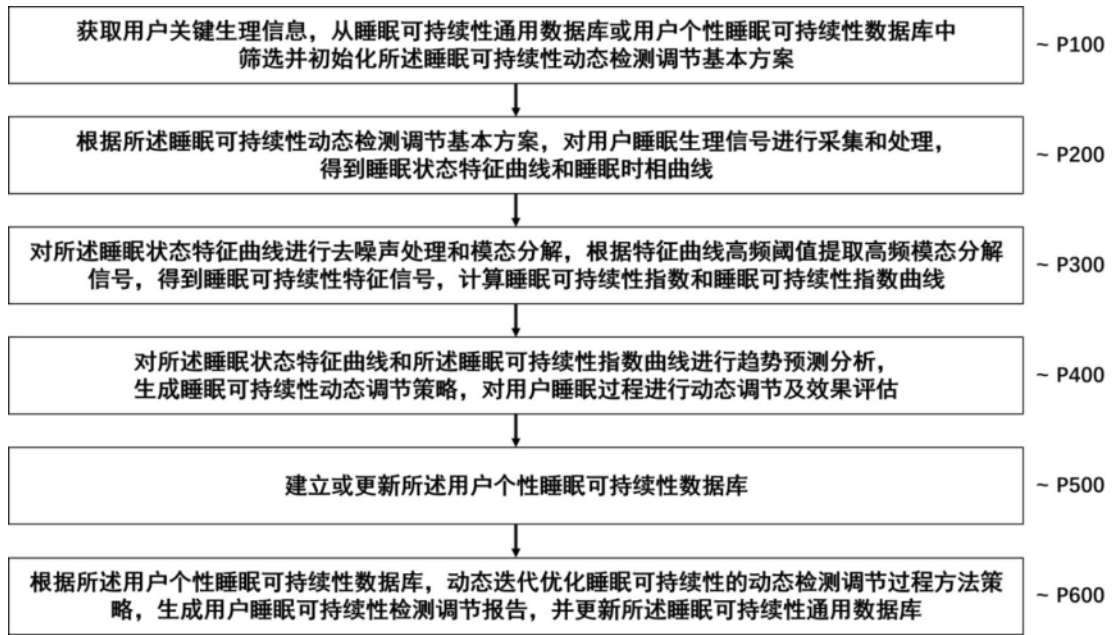 获取用户关键生理信息，从睡眠可持续性通用数据库或用户个性睡眠可持续性数据库中
筛选并初始化所述睡眠可持续性动态检测调节基本方案
~ P100
根据所述睡眠可持续性动态检测调节基本方案，对用户睡眠生理信号进行采集和处理，
得到睡眠状态特征曲线和睡眠时相曲线
~ P200
对所述睡眠状态特征曲线进行去噪声处理和模态分解，根据特征曲线高频阈值提取高频模态分解
信号，得到睡眠可持续性特征信号，计算睡眠可持续性指数和睡眠可持续性指数曲线
~ P300
对所述睡眠状态特征曲线和所述睡眠可持续性指数曲线进行趋势预测分析，
生成睡眠可持续性动态调节策略，对用户睡眠过程进行动态调节及效果评估
~ P400
建立或更新所述用户个性睡眠可持续性数据库
~ P500
根据所述用户个性睡眠可持续性数据库，动态迭代优化睡眠可持续性的动态检测调节过程方法策
略，生成用户睡眠可持续性检测调节报告，并更新所述睡眠可持续性通用数据库
~ P600